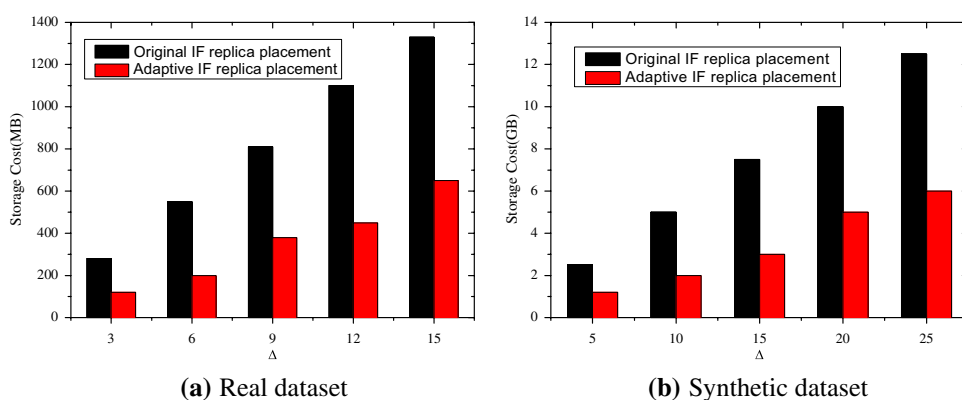 1400
1200
1000
800
600
400
200
0
Storage Cost(MB)
Original IF replica placement
Adaptive IF replica placement
3 6 9 12 15
Δ
(a) Real dataset
14
12
10
8
6
4
2
0
Storage Cost(GB)
Original IF replica placement
Adaptive IF replica placement
5 10 15 20 25
Δ
(b) Synthetic dataset